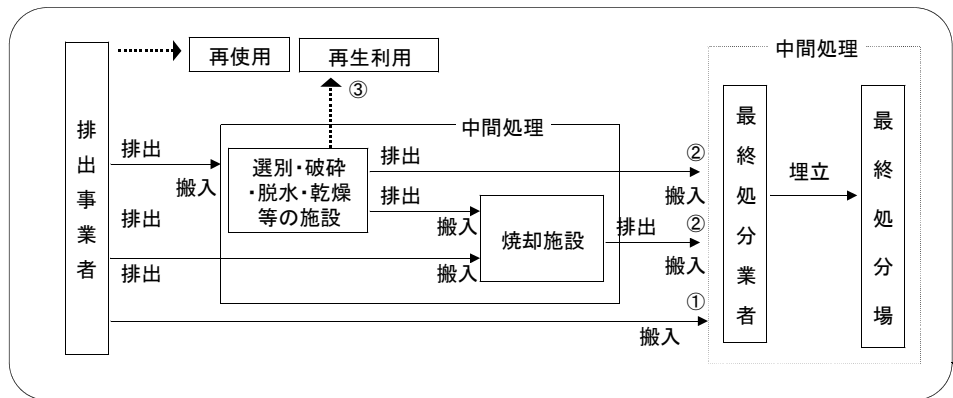 排出事業者
再使用
再生利用
③
中間処理
中間処理
排出
搬入
選別・破砕
・脱水・乾燥
等の施設
排出
②
搬入
排出
搬入
排出
焼却施設
排出
②
搬入
排出
搬入
①
搬入
最終処分業者
埋立
最終処分場